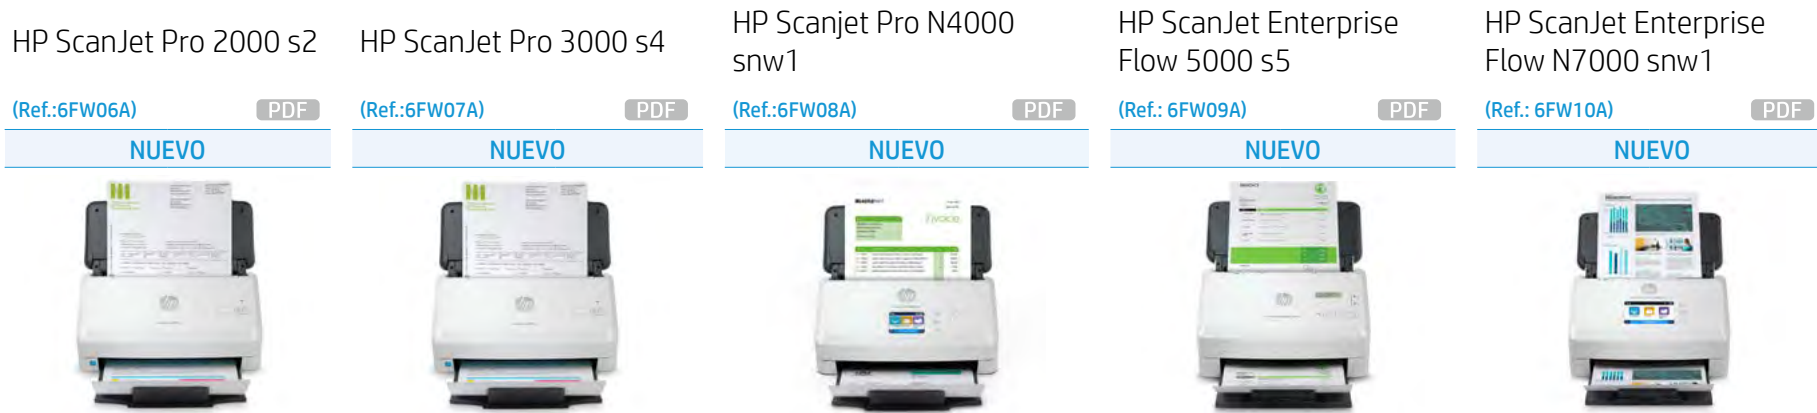 HP ScanJet Pro 2000 s2
(Ref.:6FW06A) PDF
NUEVO
HP ScanJet Pro 3000 s4
(Ref.:6FW07A) PDF
NUEVO
HP Scanjet Pro N4000
snw1
(Ref.:6FW08A) PDF
NUEVO
Invoice
HP ScanJet Enterprise
Flow 5000 s5
(Ref.: 6FW09A) PDF
NUEVO
HP ScanJet Enterprise
Flow N7000 snw1
(Ref.: 6FW10A) PDF
NUEVO